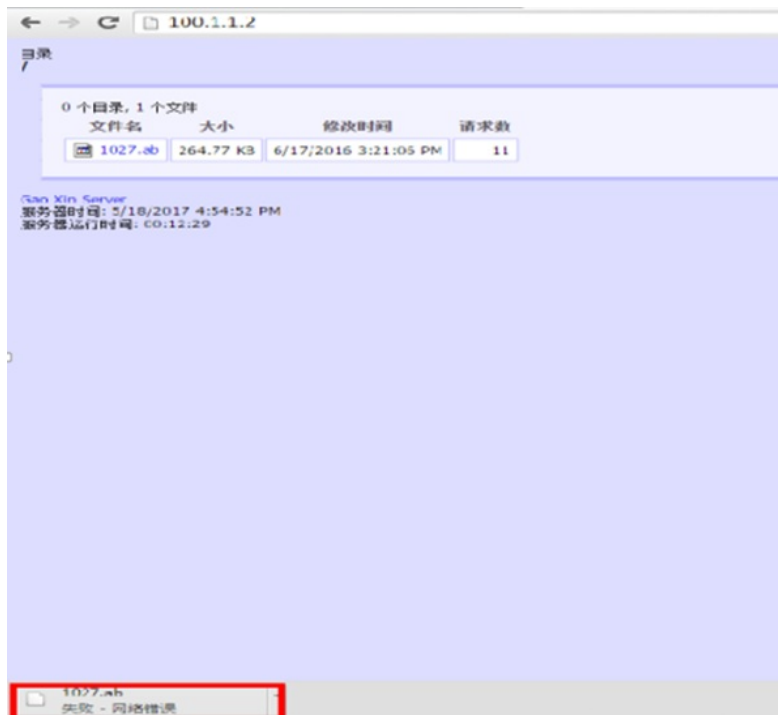 100.1.1.2
目录
/
0 个目录, 1 个文件
文件名 大小 修改时间 请求数
1027.ab 264.77 KB 6/17/2016 3:21:05 PM 11
Gao Xin Server
服务器时间: 5/18/2017 4:54:52 PM
服务器运行时间: 00:12:29
1027.ab
失败 - 网络错误